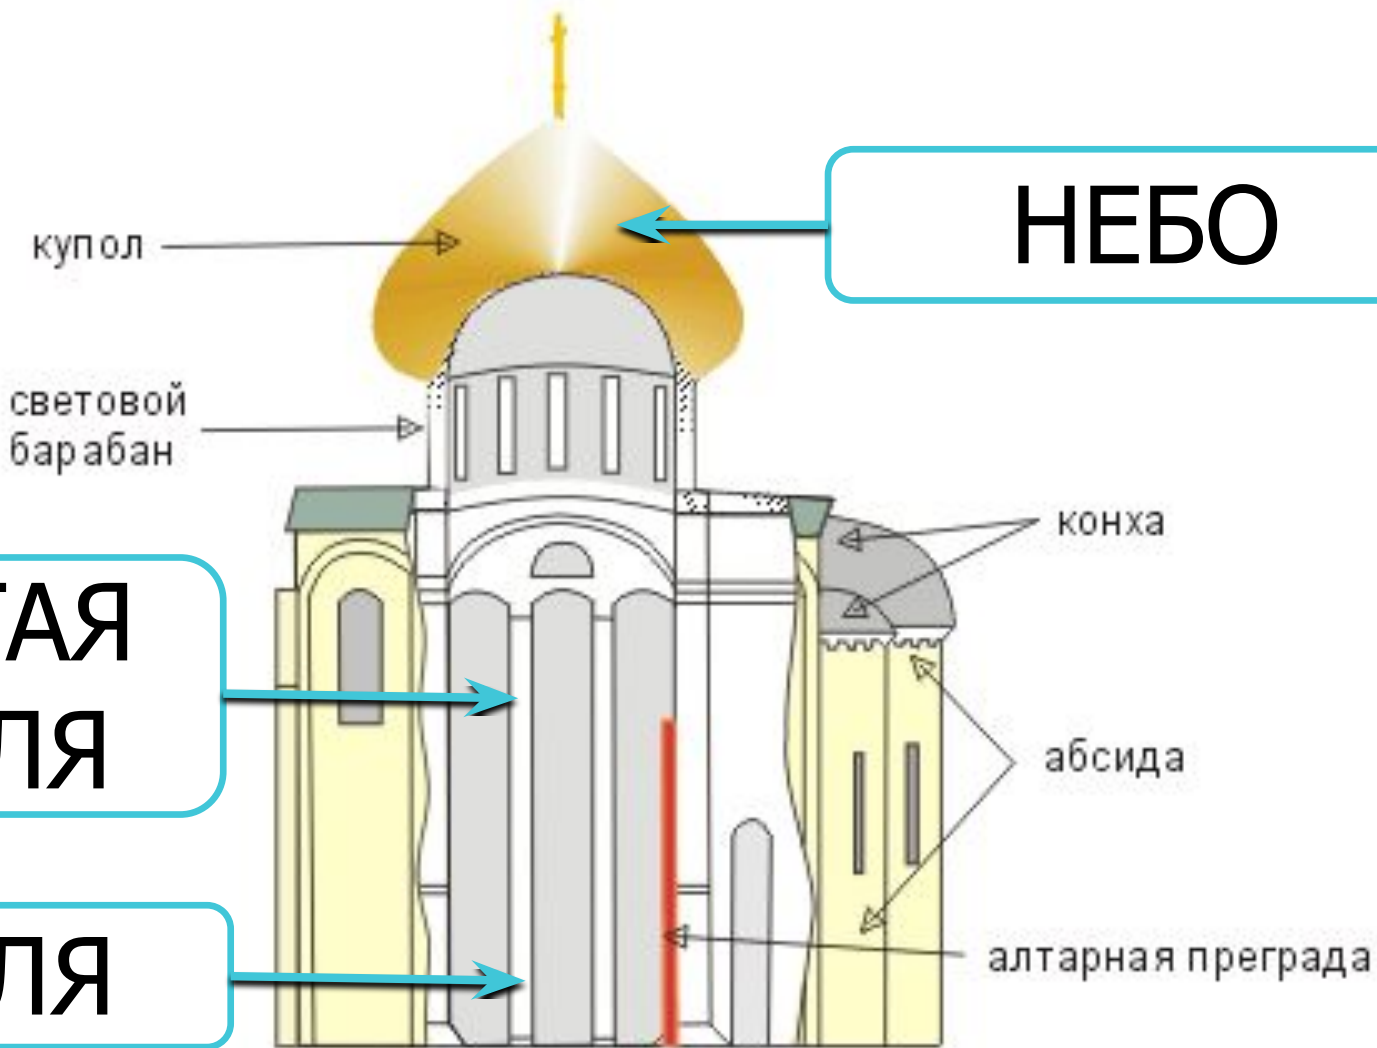 НЕБО
купол
световой
барабан
конха
ТАЯ
ЛЯ
абсида
ЛЯ
алтарная преграда